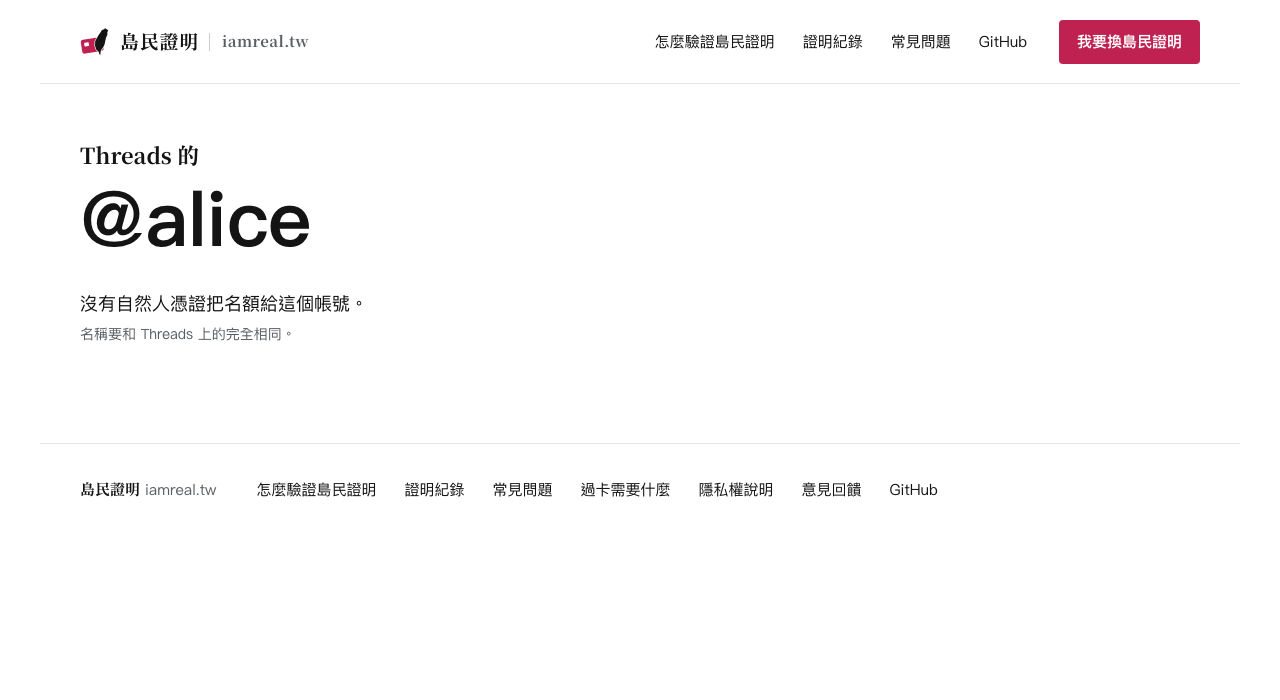 島民證明 iamreal.tw 怎麼驗證島民證明 證明紀錄 常見問題 GitHub 我要換島民證明
Threads 的
@alice
沒有自然人憑證把名額給這個帳號。
名稱要和 Threads 上的完全相同。
島民證明 iamreal.tw 怎麼驗證島民證明 證明紀錄 常見問題 過卡需要什麼 隱私權說明 意見回饋 GitHub